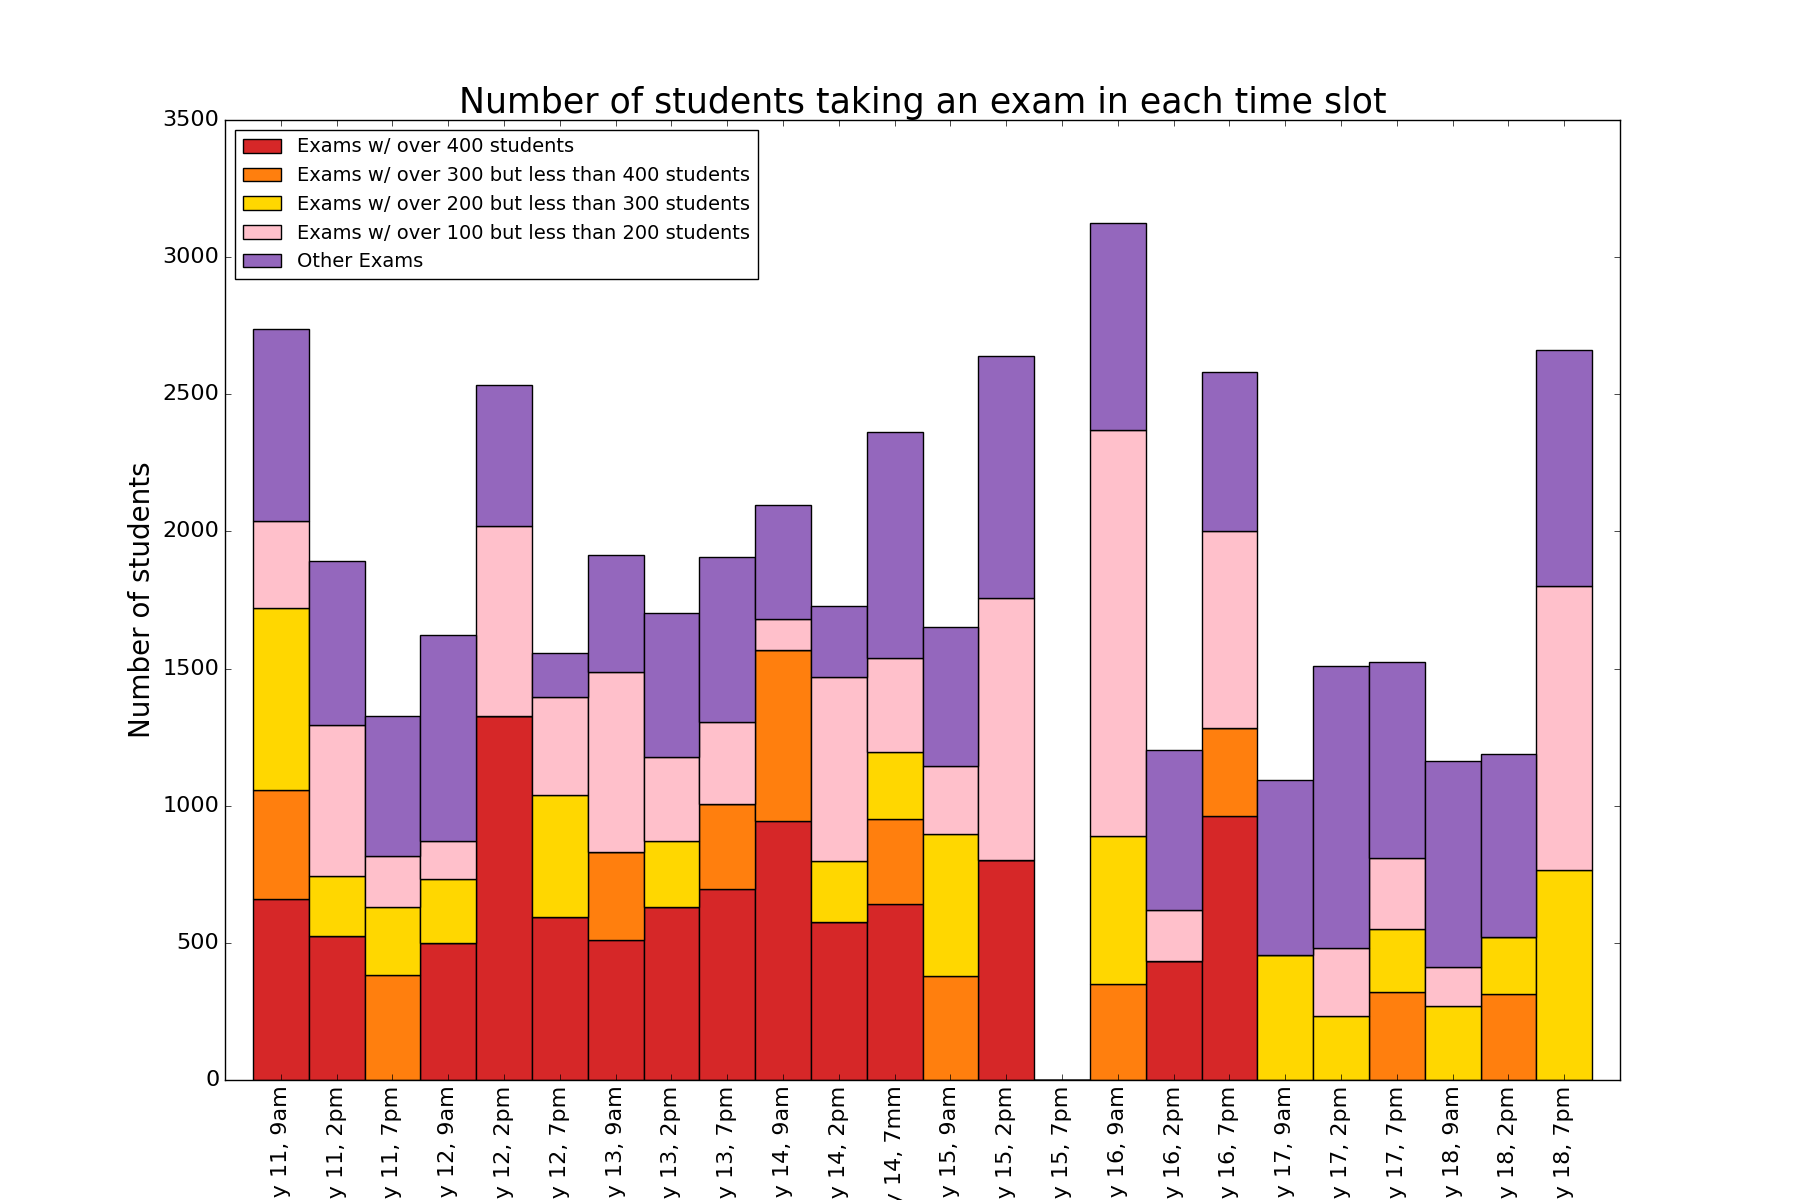 Number of students taking an exam in each time slot
Number of students
3500
3000
2500
2000
1500
1000
500
0
Exams w/ over 400 students
Exams w/ over 300 but less than 400 students
Exams w/ over 200 but less than 300 students
Exams w/ over 100 but less than 200 students
Other Exams
y 11, 9am
y 11, 2pm
y 11, 7pm
y 12, 9am
y 12, 2pm
y 12, 7pm
y 13, 9am
y 13, 2pm
y 13, 7pm
y 14, 9am
y 14, 2pm
y 14, 7mm
y 15, 9am
y 15, 2pm
y 15, 7pm
y 16, 9am
y 16, 2pm
y 16, 7pm
y 17, 9am
y 17, 2pm
y 17, 7pm
y 18, 9am
y 18, 2pm
y 18, 7pm